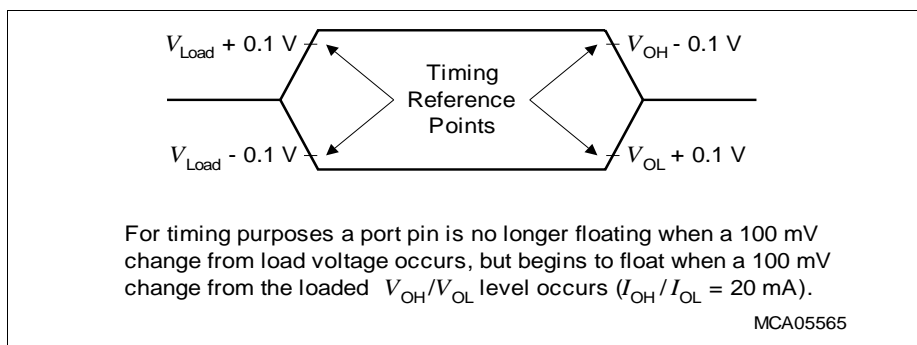 V_Load + 0.1 V
V_OH - 0.1 V
Timing
Reference
Points
V_Load - 0.1 V
V_OL + 0.1 V
For timing purposes a port pin is no longer floating when a 100 mV
change from load voltage occurs, but begins to float when a 100 mV
change from the loaded V_OH/V_OL level occurs (I_OH / I_OL = 20 mA).
MCA05565